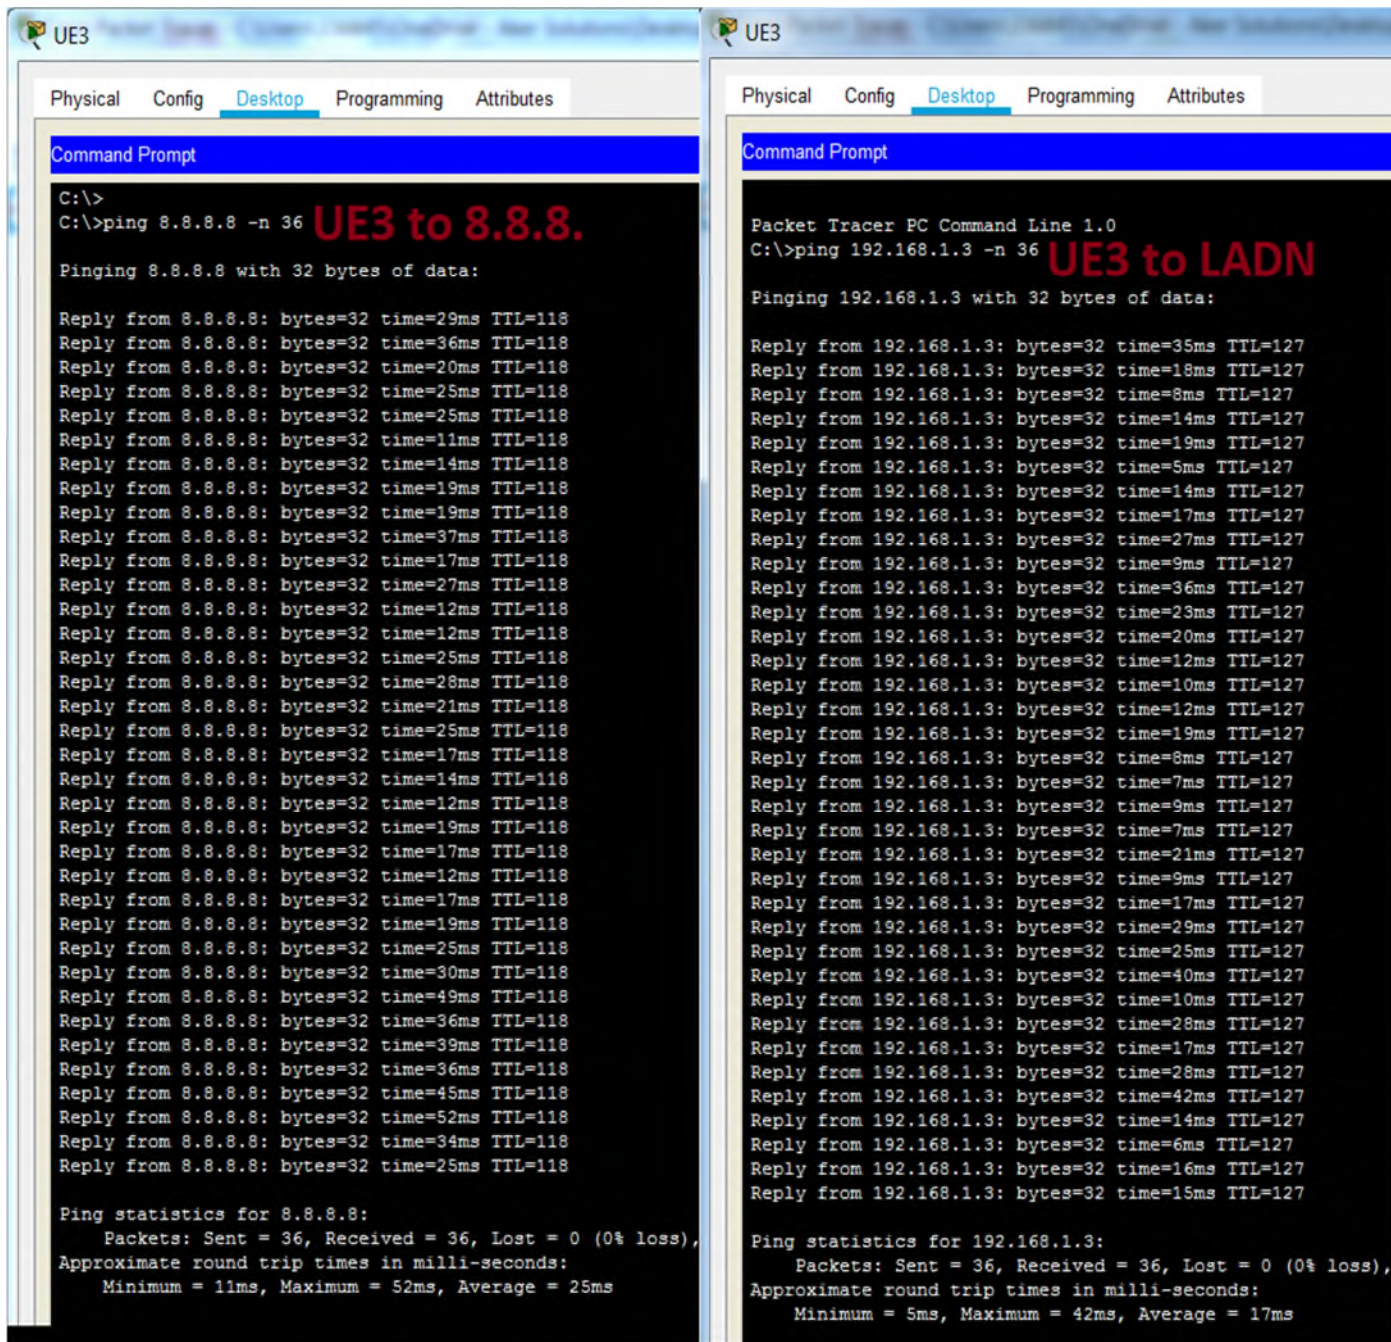 UE3
Physical Config Desktop Programming Attributes
Command Prompt
C:\>
C:\>ping 8.8.8.8 -n 36
UE3 to 8.8.8.
Pinging 8.8.8.8 with 32 bytes of data:
Reply from 8.8.8.8: bytes=32 time=29ms TTL=118
Reply from 8.8.8.8: bytes=32 time=36ms TTL=118
Reply from 8.8.8.8: bytes=32 time=20ms TTL=118
Reply from 8.8.8.8: bytes=32 time=25ms TTL=118
Reply from 8.8.8.8: bytes=32 time=25ms TTL=118
Reply from 8.8.8.8: bytes=32 time=11ms TTL=118
Reply from 8.8.8.8: bytes=32 time=14ms TTL=118
Reply from 8.8.8.8: bytes=32 time=19ms TTL=118
Reply from 8.8.8.8: bytes=32 time=19ms TTL=118
Reply from 8.8.8.8: bytes=32 time=37ms TTL=118
Reply from 8.8.8.8: bytes=32 time=17ms TTL=118
Reply from 8.8.8.8: bytes=32 time=27ms TTL=118
Reply from 8.8.8.8: bytes=32 time=12ms TTL=118
Reply from 8.8.8.8: bytes=32 time=12ms TTL=118
Reply from 8.8.8.8: bytes=32 time=25ms TTL=118
Reply from 8.8.8.8: bytes=32 time=28ms TTL=118
Reply from 8.8.8.8: bytes=32 time=21ms TTL=118
Reply from 8.8.8.8: bytes=32 time=25ms TTL=118
Reply from 8.8.8.8: bytes=32 time=17ms TTL=118
Reply from 8.8.8.8: bytes=32 time=14ms TTL=118
Reply from 8.8.8.8: bytes=32 time=12ms TTL=118
Reply from 8.8.8.8: bytes=32 time=19ms TTL=118
Reply from 8.8.8.8: bytes=32 time=17ms TTL=118
Reply from 8.8.8.8: bytes=32 time=12ms TTL=118
Reply from 8.8.8.8: bytes=32 time=17ms TTL=118
Reply from 8.8.8.8: bytes=32 time=19ms TTL=118
Reply from 8.8.8.8: bytes=32 time=25ms TTL=118
Reply from 8.8.8.8: bytes=32 time=30ms TTL=118
Reply from 8.8.8.8: bytes=32 time=49ms TTL=118
Reply from 8.8.8.8: bytes=32 time=36ms TTL=118
Reply from 8.8.8.8: bytes=32 time=39ms TTL=118
Reply from 8.8.8.8: bytes=32 time=36ms TTL=118
Reply from 8.8.8.8: bytes=32 time=45ms TTL=118
Reply from 8.8.8.8: bytes=32 time=52ms TTL=118
Reply from 8.8.8.8: bytes=32 time=34ms TTL=118
Reply from 8.8.8.8: bytes=32 time=25ms TTL=118
Ping statistics for 8.8.8.8:
Packets: Sent = 36, Received = 36, Lost = 0 (0% loss),
Approximate round trip times in milli-seconds:
Minimum = 11ms, Maximum = 52ms, Average = 25ms
UE3
Physical Config Desktop Programming Attributes
Command Prompt
Packet Tracer PC Command Line 1.0
C:\>ping 192.168.1.3 -n 36
UE3 to LADN
Pinging 192.168.1.3 with 32 bytes of data:
Reply from 192.168.1.3: bytes=32 time=35ms TTL=127
Reply from 192.168.1.3: bytes=32 time=18ms TTL=127
Reply from 192.168.1.3: bytes=32 time=8ms TTL=127
Reply from 192.168.1.3: bytes=32 time=14ms TTL=127
Reply from 192.168.1.3: bytes=32 time=19ms TTL=127
Reply from 192.168.1.3: bytes=32 time=5ms TTL=127
Reply from 192.168.1.3: bytes=32 time=14ms TTL=127
Reply from 192.168.1.3: bytes=32 time=17ms TTL=127
Reply from 192.168.1.3: bytes=32 time=27ms TTL=127
Reply from 192.168.1.3: bytes=32 time=9ms TTL=127
Reply from 192.168.1.3: bytes=32 time=36ms TTL=127
Reply from 192.168.1.3: bytes=32 time=23ms TTL=127
Reply from 192.168.1.3: bytes=32 time=20ms TTL=127
Reply from 192.168.1.3: bytes=32 time=12ms TTL=127
Reply from 192.168.1.3: bytes=32 time=10ms TTL=127
Reply from 192.168.1.3: bytes=32 time=12ms TTL=127
Reply from 192.168.1.3: bytes=32 time=19ms TTL=127
Reply from 192.168.1.3: bytes=32 time=8ms TTL=127
Reply from 192.168.1.3: bytes=32 time=7ms TTL=127
Reply from 192.168.1.3: bytes=32 time=9ms TTL=127
Reply from 192.168.1.3: bytes=32 time=7ms TTL=127
Reply from 192.168.1.3: bytes=32 time=21ms TTL=127
Reply from 192.168.1.3: bytes=32 time=9ms TTL=127
Reply from 192.168.1.3: bytes=32 time=17ms TTL=127
Reply from 192.168.1.3: bytes=32 time=29ms TTL=127
Reply from 192.168.1.3: bytes=32 time=25ms TTL=127
Reply from 192.168.1.3: bytes=32 time=40ms TTL=127
Reply from 192.168.1.3: bytes=32 time=10ms TTL=127
Reply from 192.168.1.3: bytes=32 time=28ms TTL=127
Reply from 192.168.1.3: bytes=32 time=17ms TTL=127
Reply from 192.168.1.3: bytes=32 time=28ms TTL=127
Reply from 192.168.1.3: bytes=32 time=42ms TTL=127
Reply from 192.168.1.3: bytes=32 time=14ms TTL=127
Reply from 192.168.1.3: bytes=32 time=6ms TTL=127
Reply from 192.168.1.3: bytes=32 time=16ms TTL=127
Reply from 192.168.1.3: bytes=32 time=15ms TTL=127
Ping statistics for 192.168.1.3:
Packets: Sent = 36, Received = 36, Lost = 0 (0% loss),
Approximate round trip times in milli-seconds:
Minimum = 5ms, Maximum = 42ms, Average = 17ms